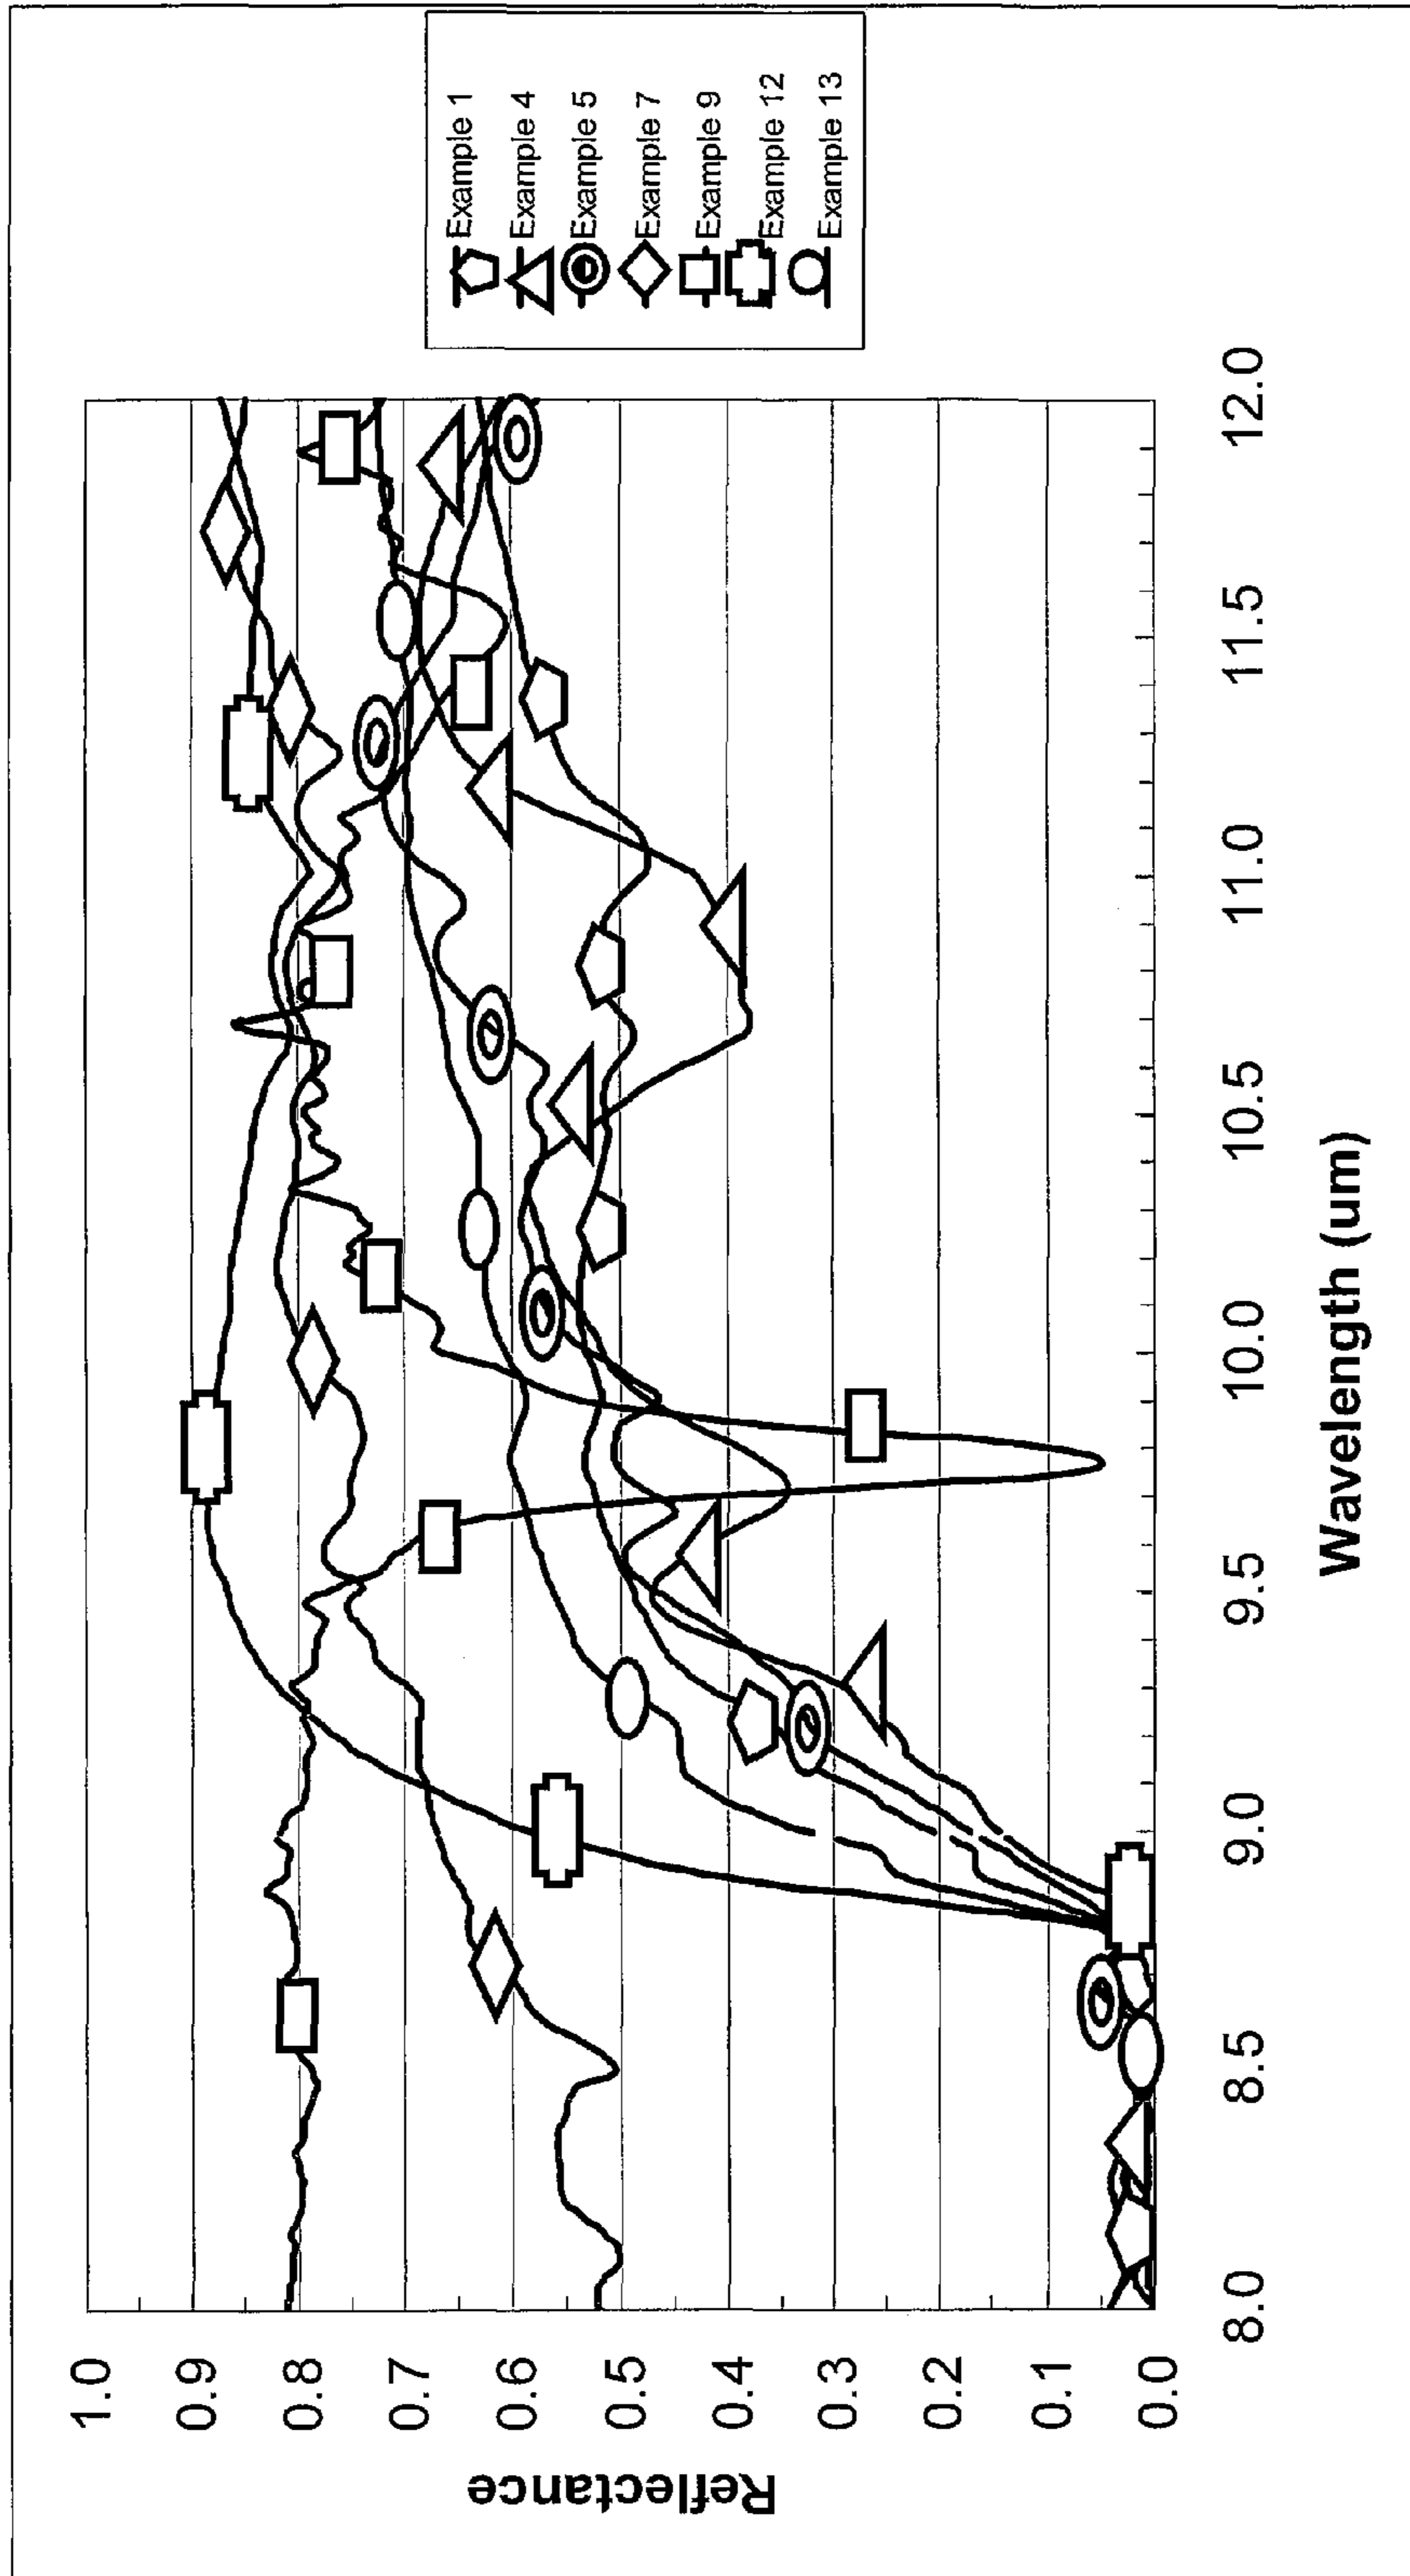 1.0
0.9
0.8
0.7
0.6
0.5
0.4
0.3
0.2
0.1
0.0
Reflectance
8.0
8.5
9.0
9.5
10.0
10.5
11.0
11.5
12.0
Wavelength (um)
Example 1
Example 4
Example 5
Example 7
Example 9
Example 12
Example 13